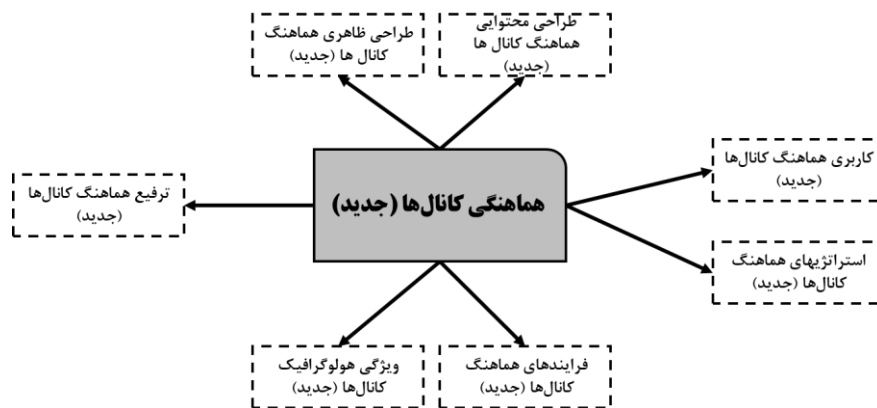 طراحی ظاهری هماهنگ
کانال ها (جدید)
طراحی محتوایی
هماهنگ کانال ها
(جدید)
کاربری هماهنگ کانال‌ها
(جدید)
هماهنگی کانال‌ها (جدید)
ترفیع هماهنگ کانال‌ها
(جدید)
استراتژیهای هماهنگ
کانال‌ها (جدید)
ویژگی هولوگرافیک
کانال‌ها (جدید)
فرایندهای هماهنگ
کانال‌ها (جدید)